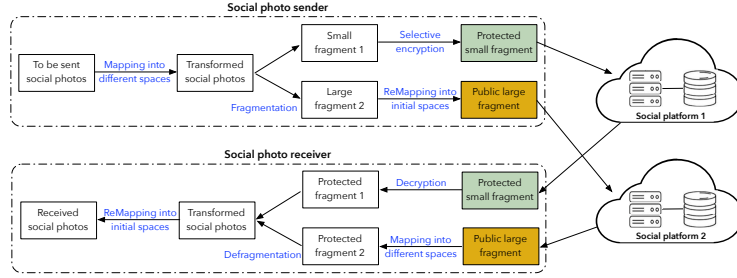 Social photo sender
To be sent
social photos
Mapping into
different spaces
Transformed
social photos
Fragmentation
Small
fragment 1
Selective
encryption
Protected
small fragment
Large
fragment 2
ReMapping into
initial spaces
Public large
fragment
Social platform 1
Social photo receiver
Received
social photos
ReMapping into
initial spaces
Transformed
social photos
Defragmentation
Protected
fragment 1
Decryption
Protected
small fragment
Protected
fragment 2
Mapping into
different spaces
Public large
fragment
Social platform 2